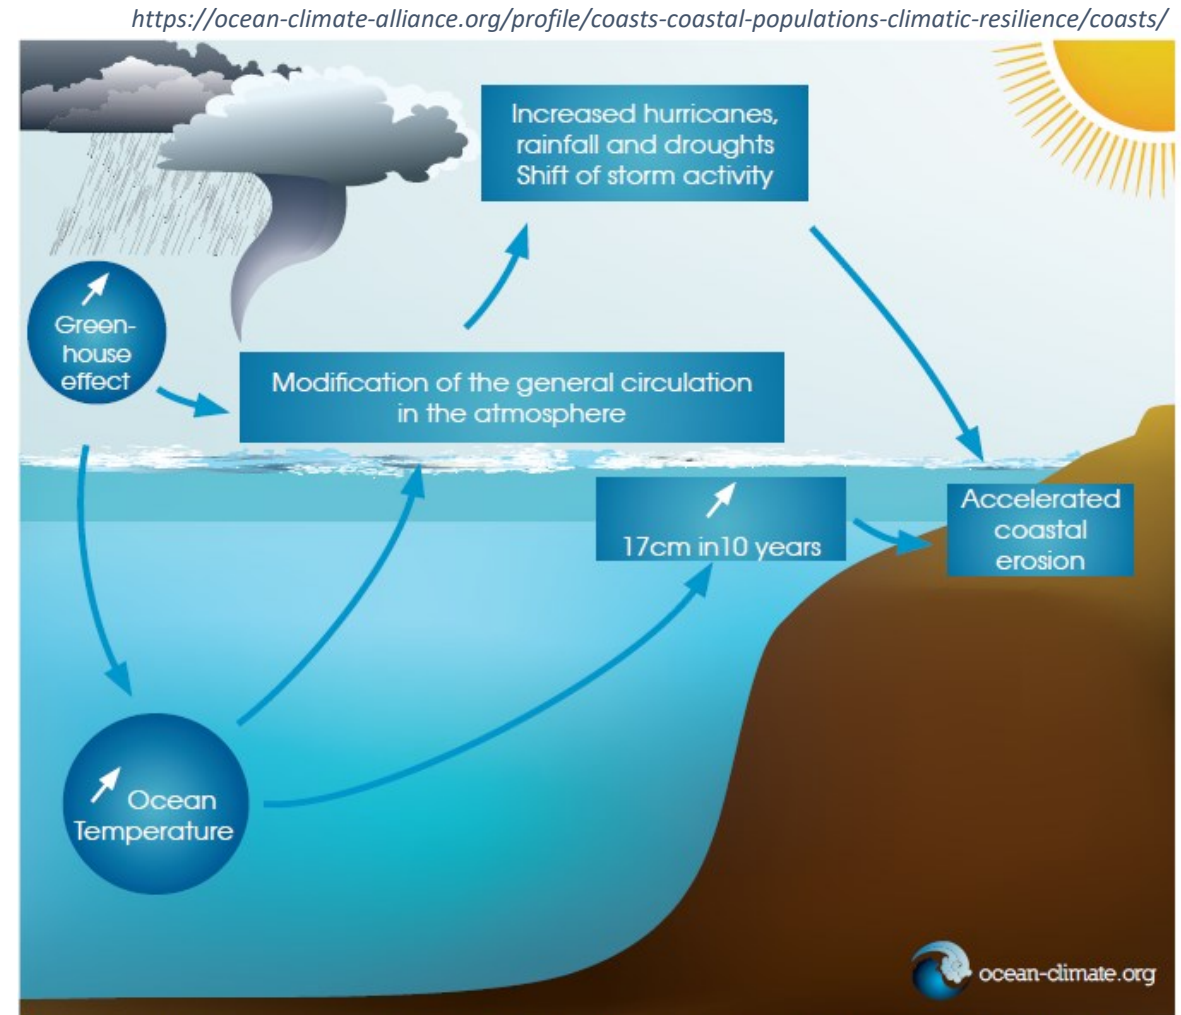 https://ocean-climate-alliance.org/profile/coasts-coastal-populations-climatic-resilience/coasts/
Increased hurricanes,
rainfall and droughts
Shift of storm activity
Green-
house
effect
Modification of the general circulation
in the atmosphere
17cm in10 years
Accelerated
coastal
erosion
Ocean
Temperature
ocean-climate.org